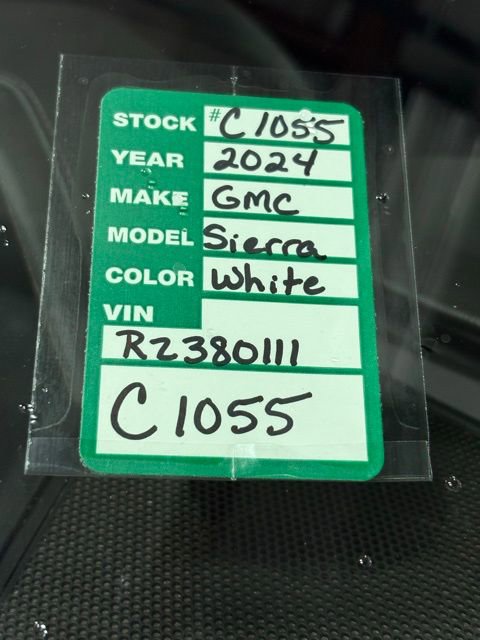 STOCK #C1055
YEAR 2024
MAKE GMC
MODEL Sierra
COLOR White
VIN
RZ380111
C1055